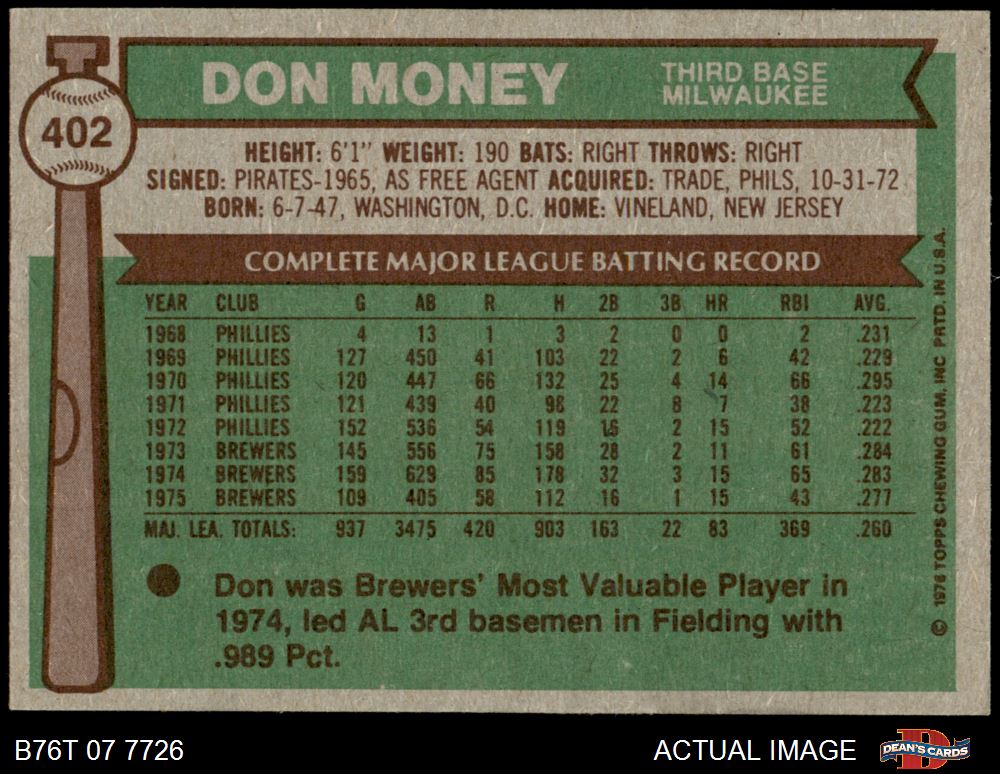 402
DON MONEY THIRD BASE
MILWAUKEE
HEIGHT: 6'1" WEIGHT: 190 BATS: RIGHT THROWS: RIGHT
SIGNED: PIRATES-1965, AS FREE AGENT ACQUIRED: TRADE, PHILS, 10-31-72
BORN: 6-7-47, WASHINGTON, D.C. HOME: VINELAND, NEW JERSEY
COMPLETE MAJOR LEAGUE BATTING RECORD
YEAR CLUB G AB R H 2B 3B HR RBI AVG.
1968 PHILLIES 4 13 1 3 2 0 0 2 .231
1969 PHILLIES 127 450 41 103 22 2 6 42 .229
1970 PHILLIES 120 447 66 132 25 4 14 66 .295
1971 PHILLIES 121 439 40 98 22 8 7 38 .223
1972 PHILLIES 152 536 54 119 16 2 15 52 .222
1973 BREWERS 145 556 75 158 28 2 11 61 .284
1974 BREWERS 159 629 85 178 32 3 15 65 .283
1975 BREWERS 109 405 58 112 16 1 15 43 .277
MAJ. LEA. TOTALS: 937 3475 420 903 163 22 83 369 .260
Don was Brewers' Most Valuable Player in
1974, led AL 3rd basemen in Fielding with
.989 Pct.
© 1976 TOPPS CHEWING GUM, INC PRTD. IN U.S.A.
B76T 07 7726 ACTUAL IMAGE DEAN'S CARDS